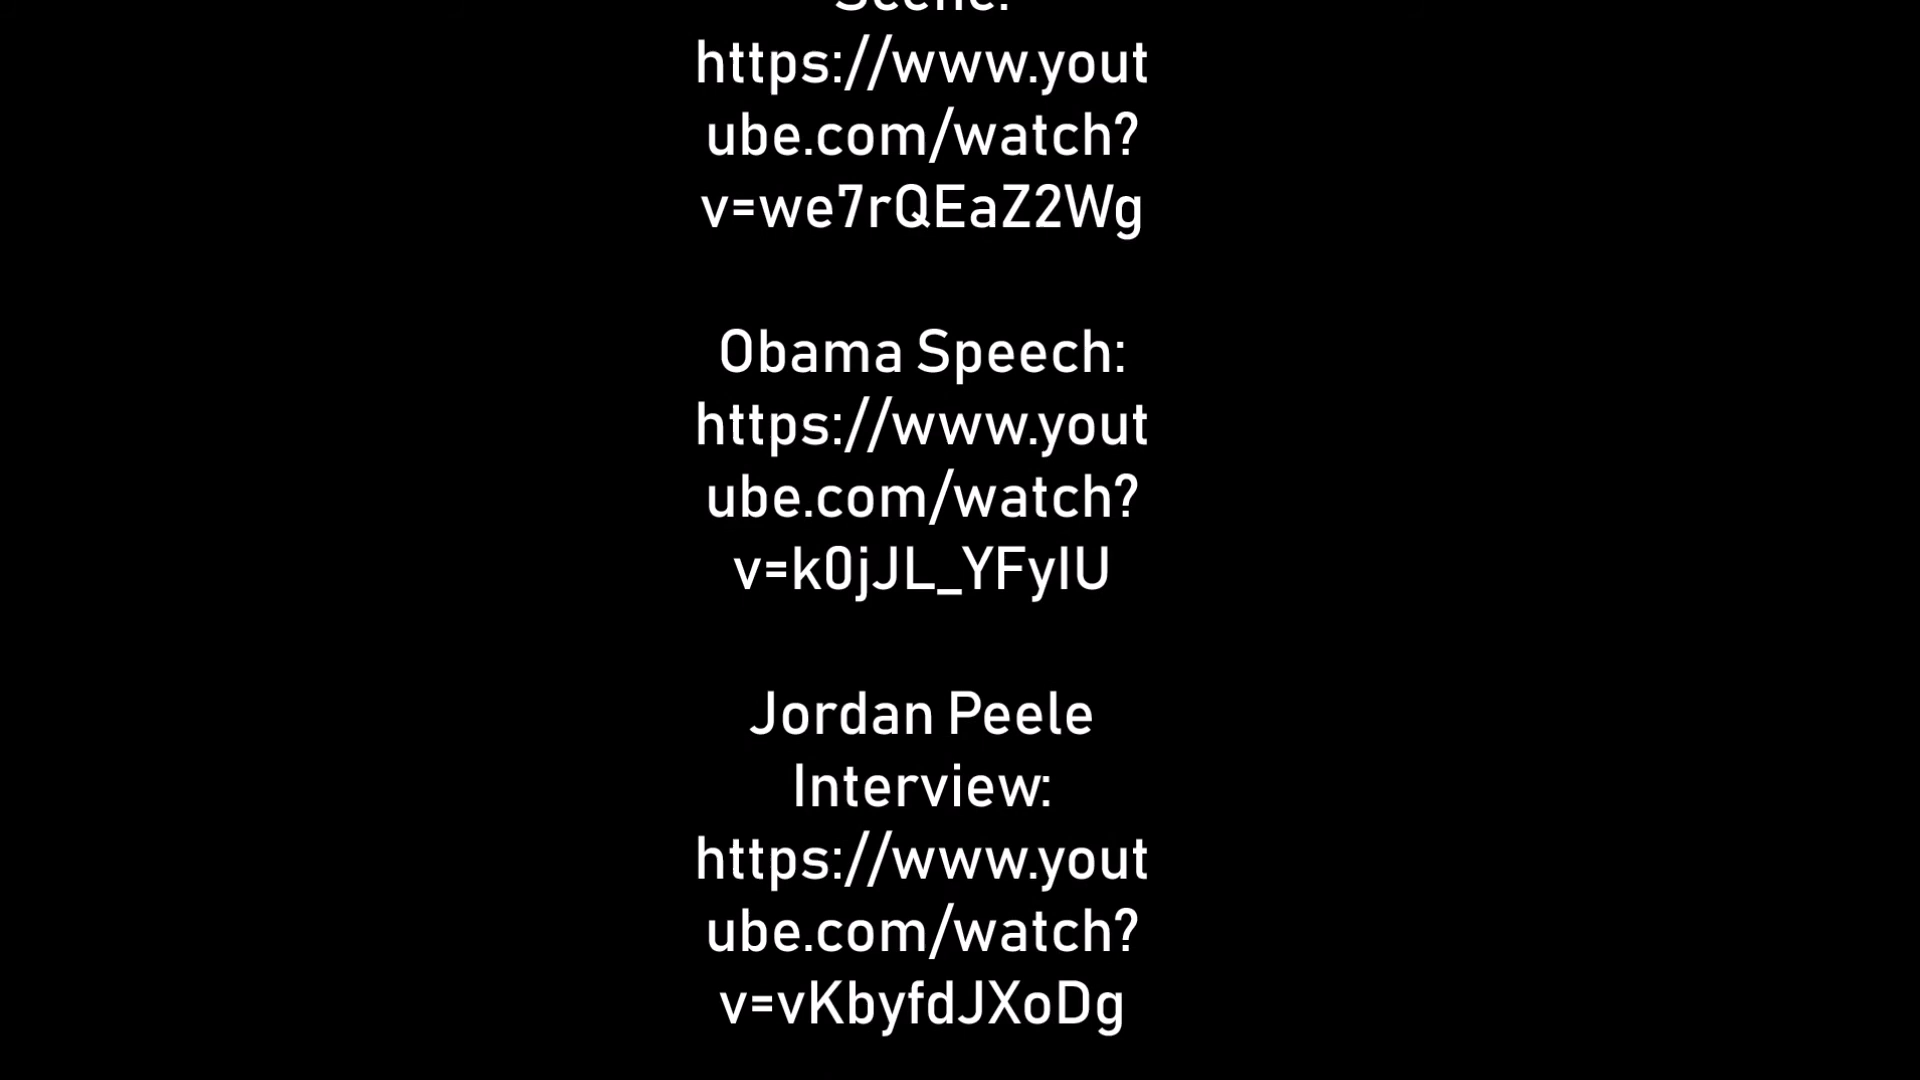 Scene:
https://www.yout
ube.com/watch?
v=we7rQEaZ2Wg
Obama Speech:
https://www.yout
ube.com/watch?
v=k0jJL_YFyIU
Jordan Peele
Interview:
https://www.yout
ube.com/watch?
v=vKbyfdJXoDg